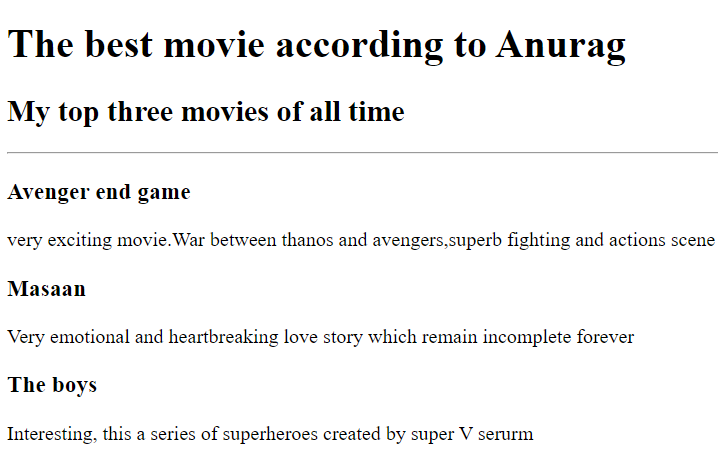 The best movie according to Anurag
My top three movies of all time
Avenger end game
very exciting movie.War between thanos and avengers,superb fighting and actions scene
Masaan
Very emotional and heartbreaking love story which remain incomplete forever
The boys
Interesting, this a series of superheroes created by super V serurm